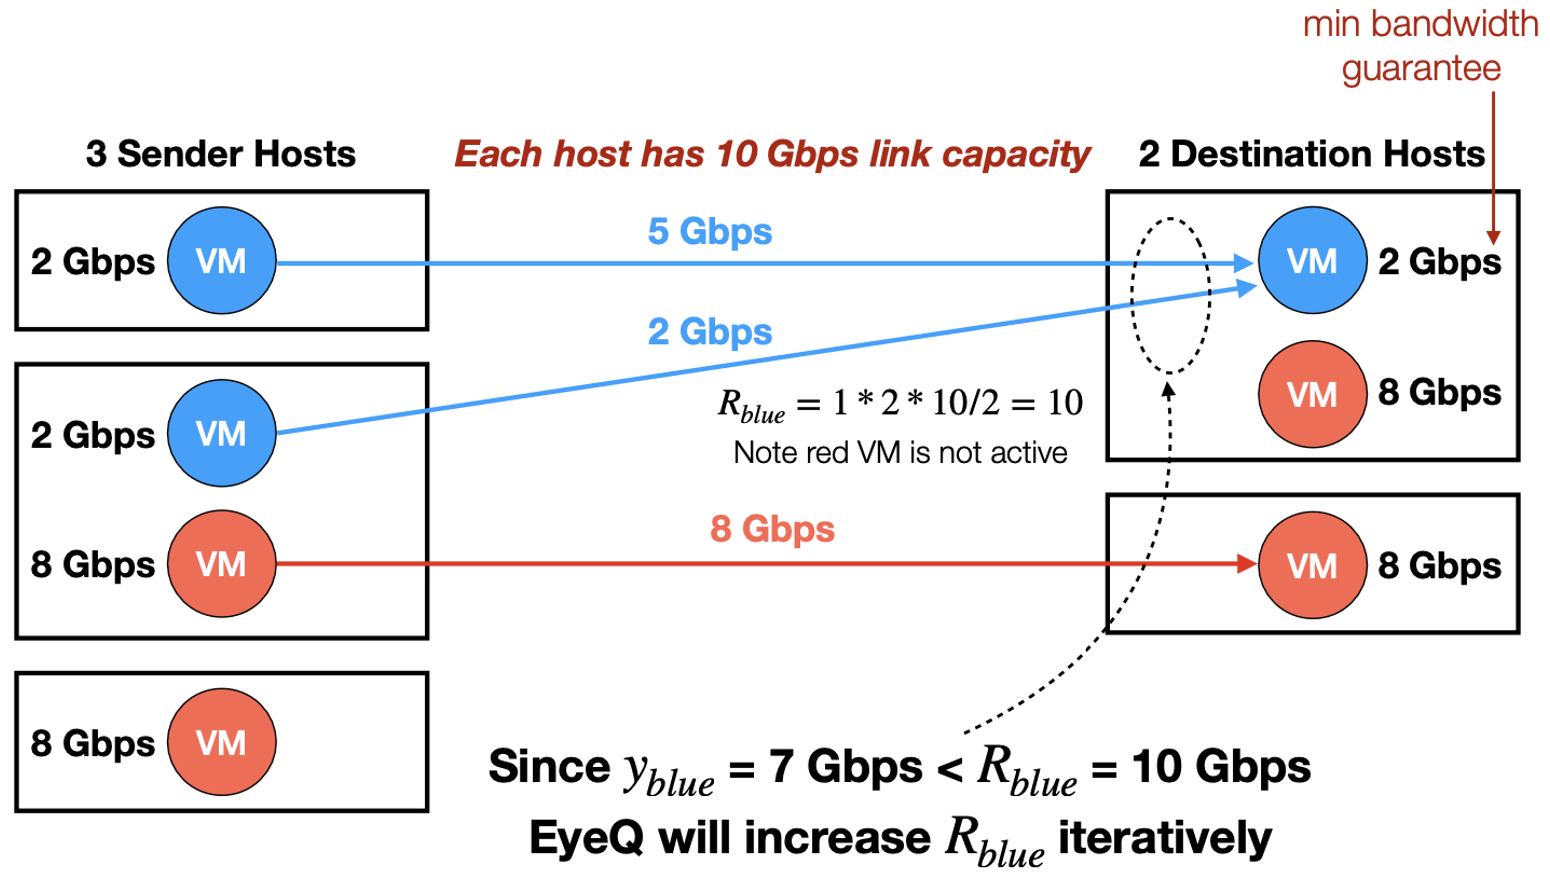 min bandwidth
guarantee
3 Sender Hosts
Each host has 10 Gbps link capacity
2 Destination Hosts
2 Gbps VM
5 Gbps
VM 2 Gbps
2 Gbps
2 Gbps VM
R_{blue} = 1 * 2 * 10/2 = 10
Note red VM is not active
VM 8 Gbps
8 Gbps VM
8 Gbps
VM 8 Gbps
8 Gbps VM
Since y_{blue} = 7 Gbps < R_{blue} = 10 Gbps
EyeQ will increase R_{blue} iteratively